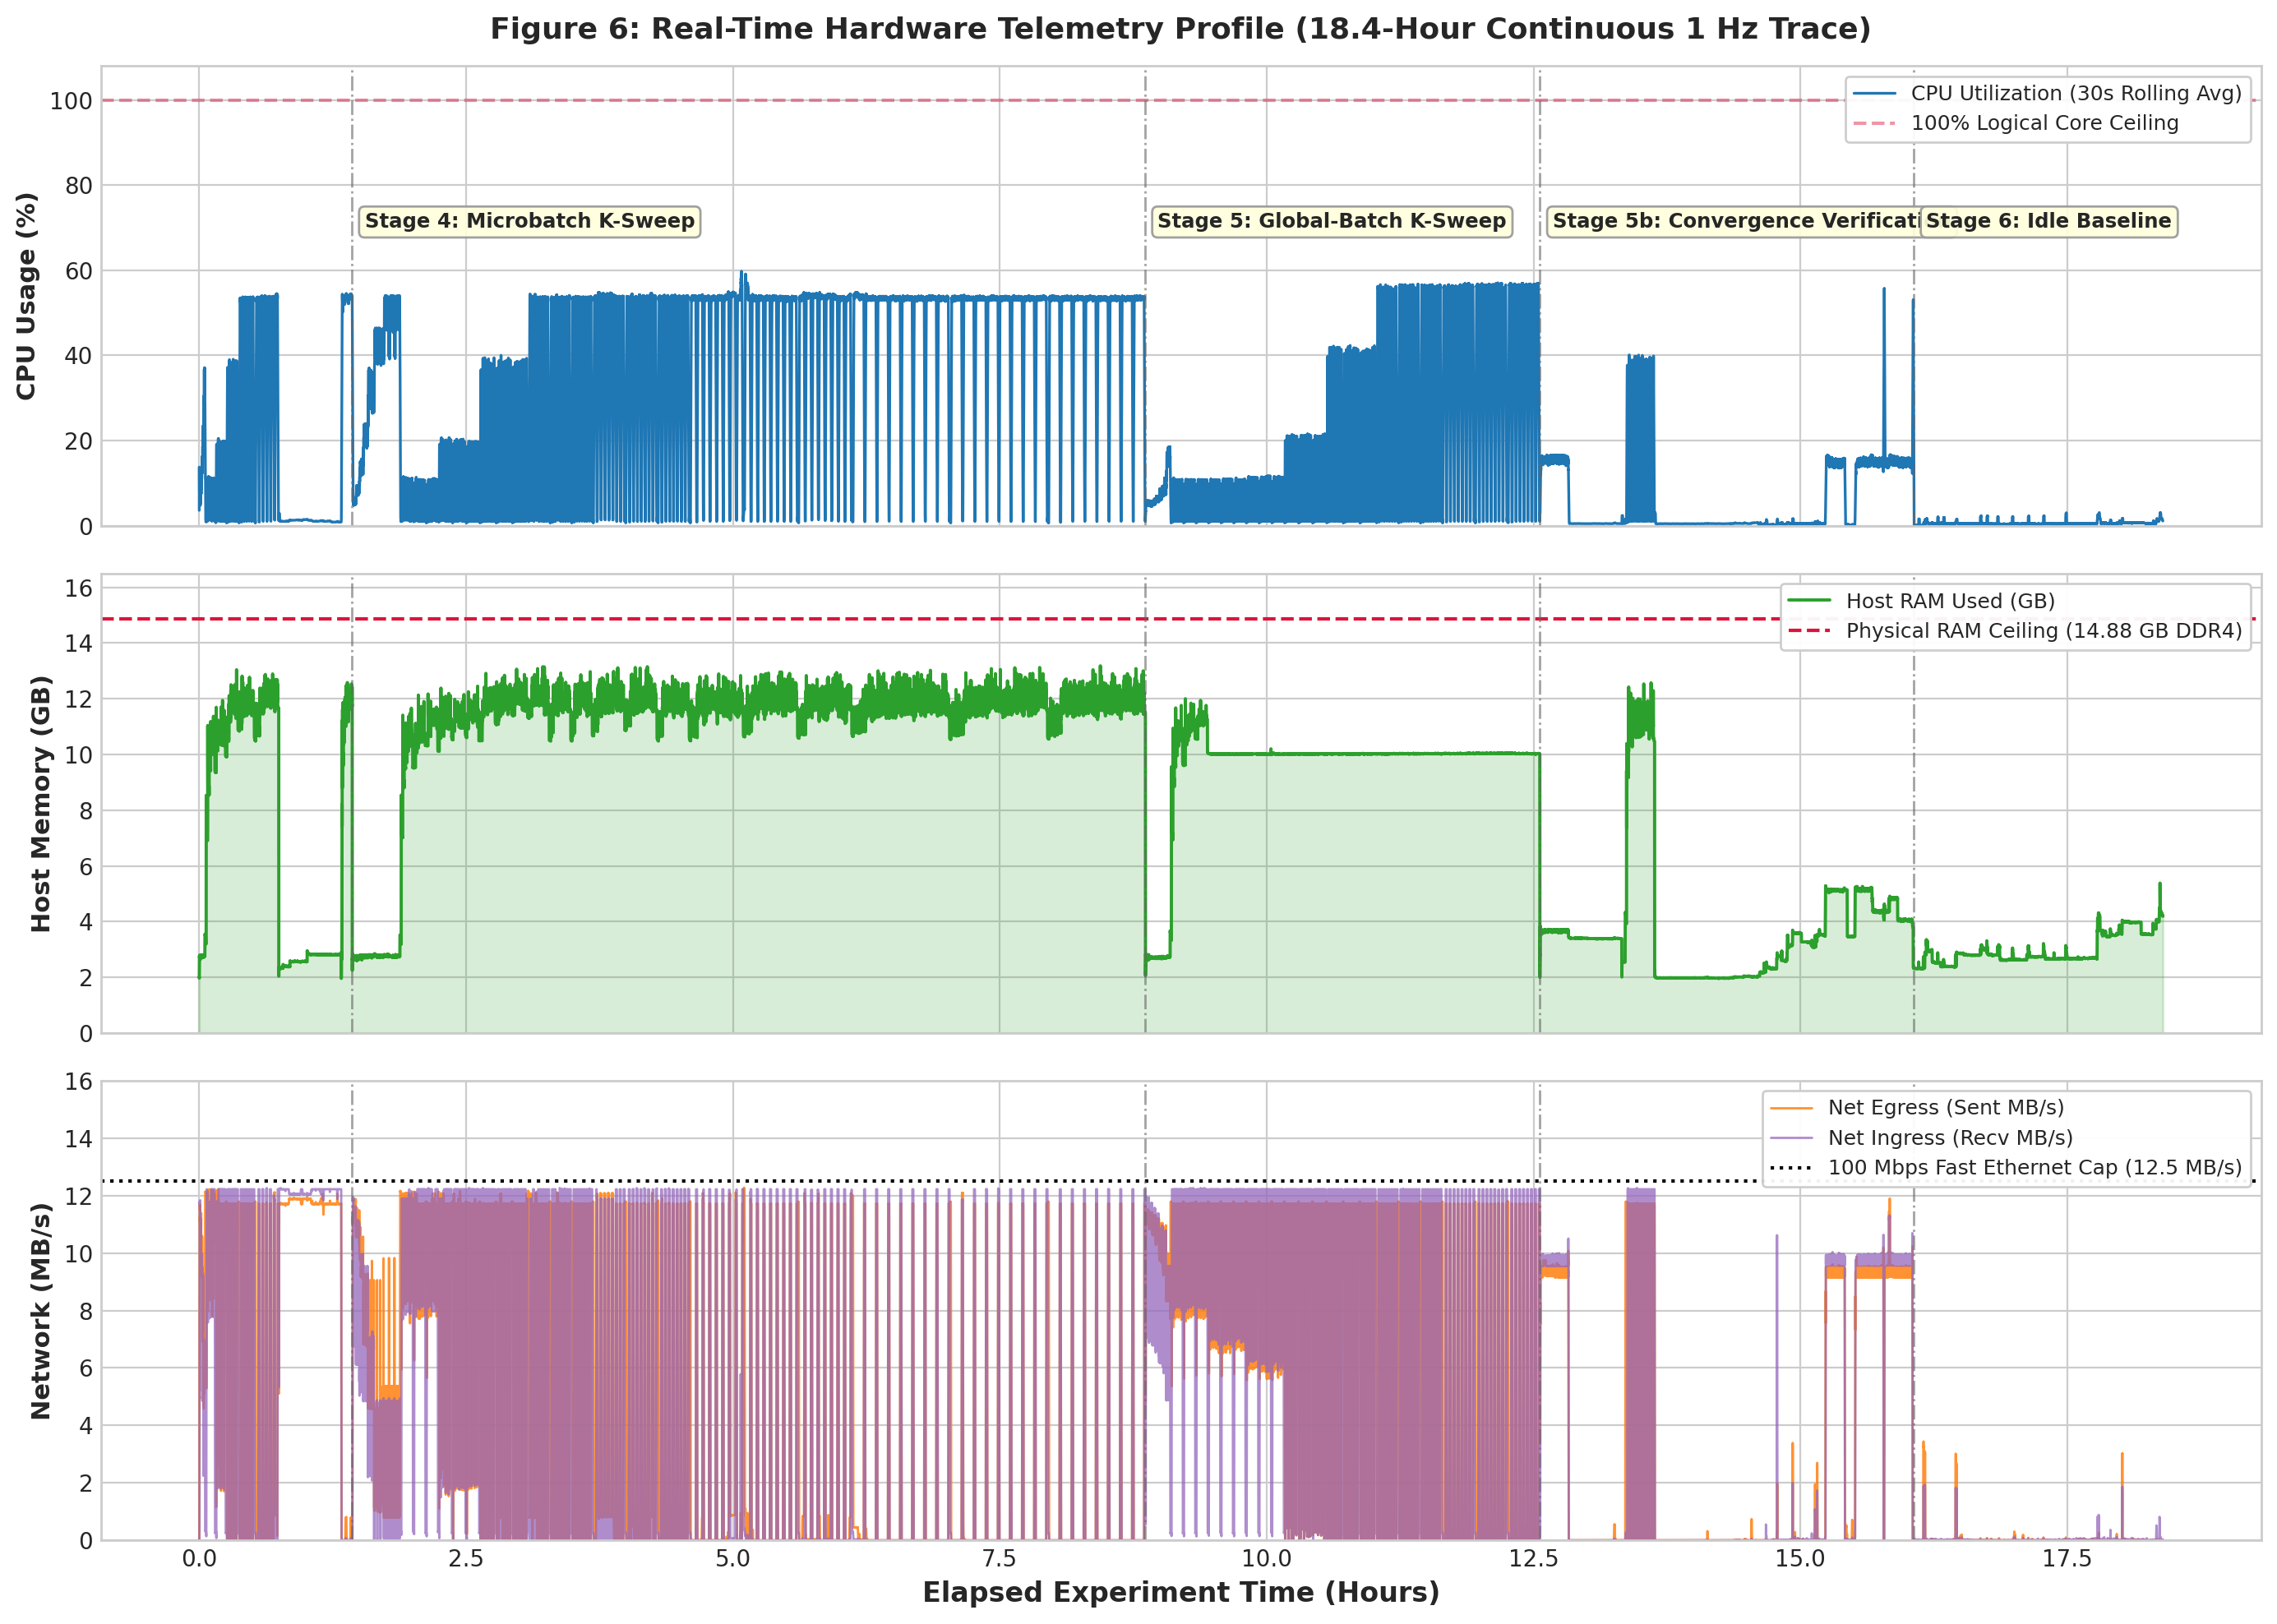 Figure 6: Real-Time Hardware Telemetry Profile (18.4-Hour Continuous 1 Hz Trace)
CPU Usage (%)
100
80
60
40
20
0
CPU Utilization (30s Rolling Avg)
100% Logical Core Ceiling
Stage 4: Microbatch K-Sweep
Stage 5: Global-Batch K-Sweep
Stage 5b: Convergence Verificati
Stage 6: Idle Baseline
Host Memory (GB)
16
14
12
10
8
6
4
2
0
Host RAM Used (GB)
Physical RAM Ceiling (14.88 GB DDR4)
Network (MB/s)
16
14
12
10
8
6
4
2
0
Net Egress (Sent MB/s)
Net Ingress (Recv MB/s)
100 Mbps Fast Ethernet Cap (12.5 MB/s)
0.0
2.5
5.0
7.5
10.0
12.5
15.0
17.5
Elapsed Experiment Time (Hours)